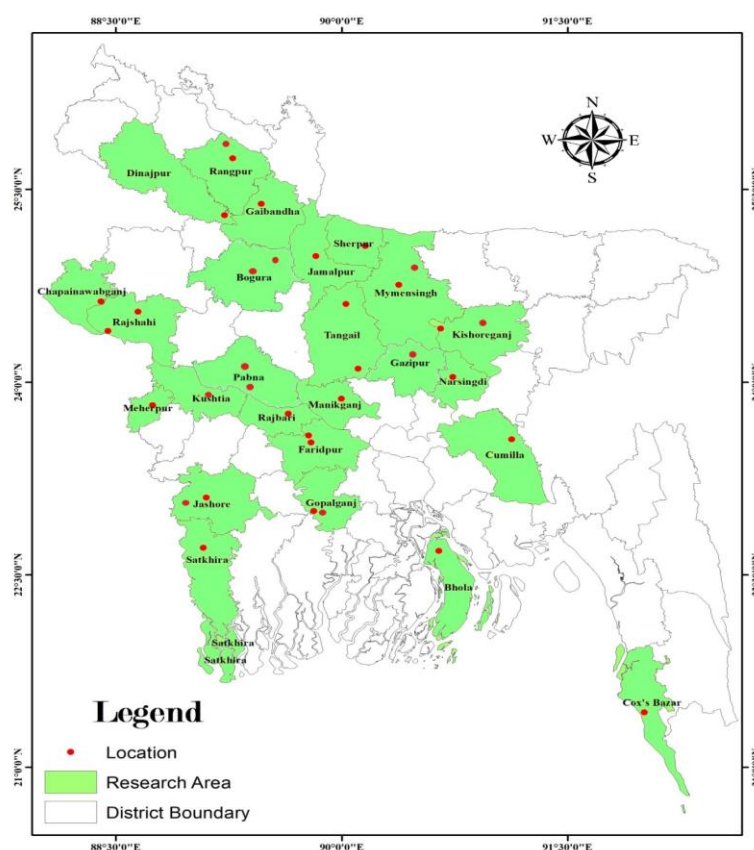 88°30'0"E
90°0'0"E
91°30'0"E
N
W
E
S
Dinajpur
Rangpur
25°30'0"N
Gaibandha
Sherpur
Bogura
Jamalpur
Chapainawabganj
Mymensingh
Rajshahi
Tangail
Kishoreganj
Gazipur
Pabna
Narsingdi
24°0'0"N
Meherpur
Kushtia
Manikganj
Rajbari
Faridpur
Cumilla
Jashore
Gopalganj
Satkhira
22°30'0"N
Bhola
Satkhira
Satkhira
Cox's Bazar
Legend
Location
21°0'0"N
Research Area
District Boundary
88°30'0"E
90°0'0"E
91°30'0"E